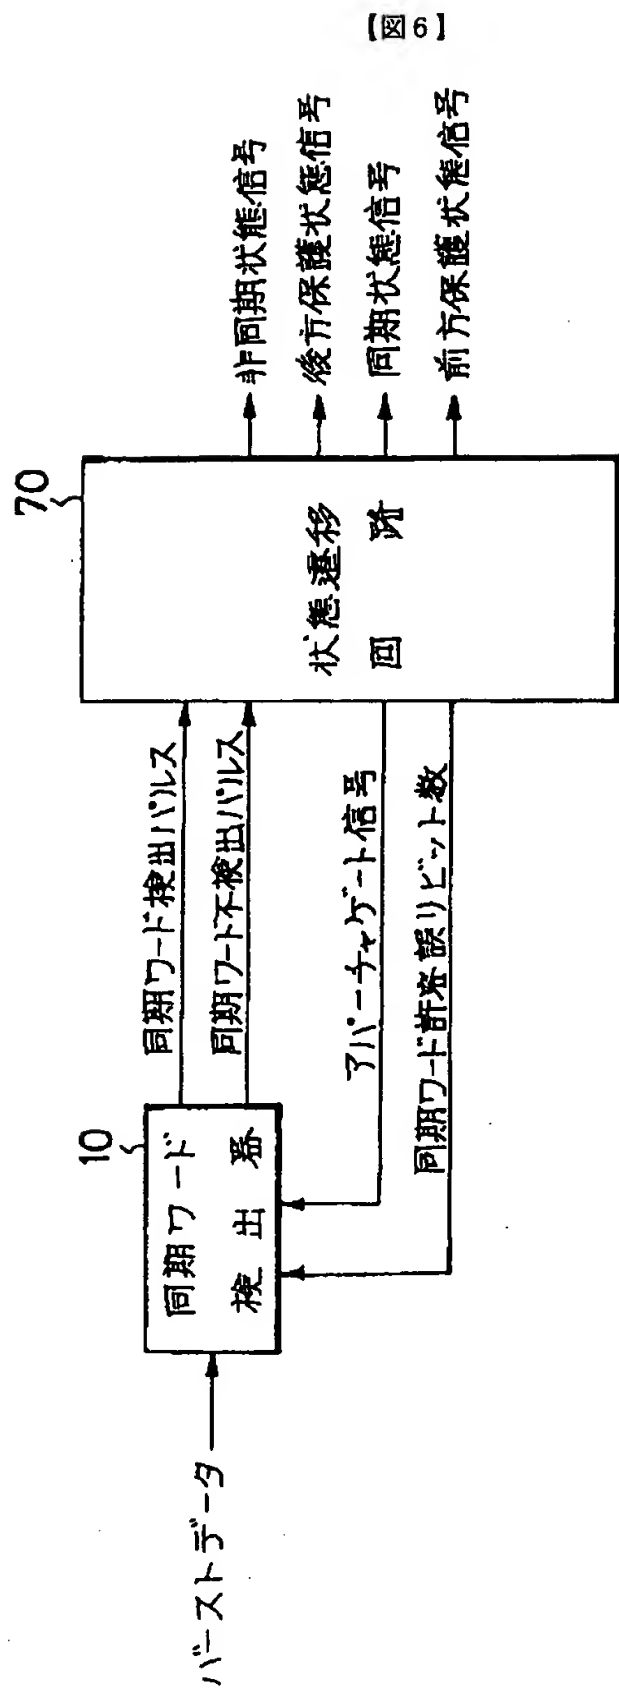 【図6】
バーストデータ
10
同期ワード
検出器
同期ワード検出パルス
同期ワード不検出パルス
アパーチャゲート信号
同期ワード許容誤りビット数
70
状態遷移
回路
非同期状態信号
後方保護状態信号
同期状態信号
前方保護状態信号